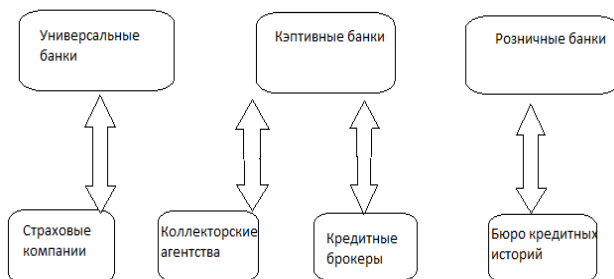 Универсальные
банки
Кэптивные банки
Розничные банки
Страховые
компании
Коллекторские
агентства
Кредитные
брокеры
Бюро кредитных
историй